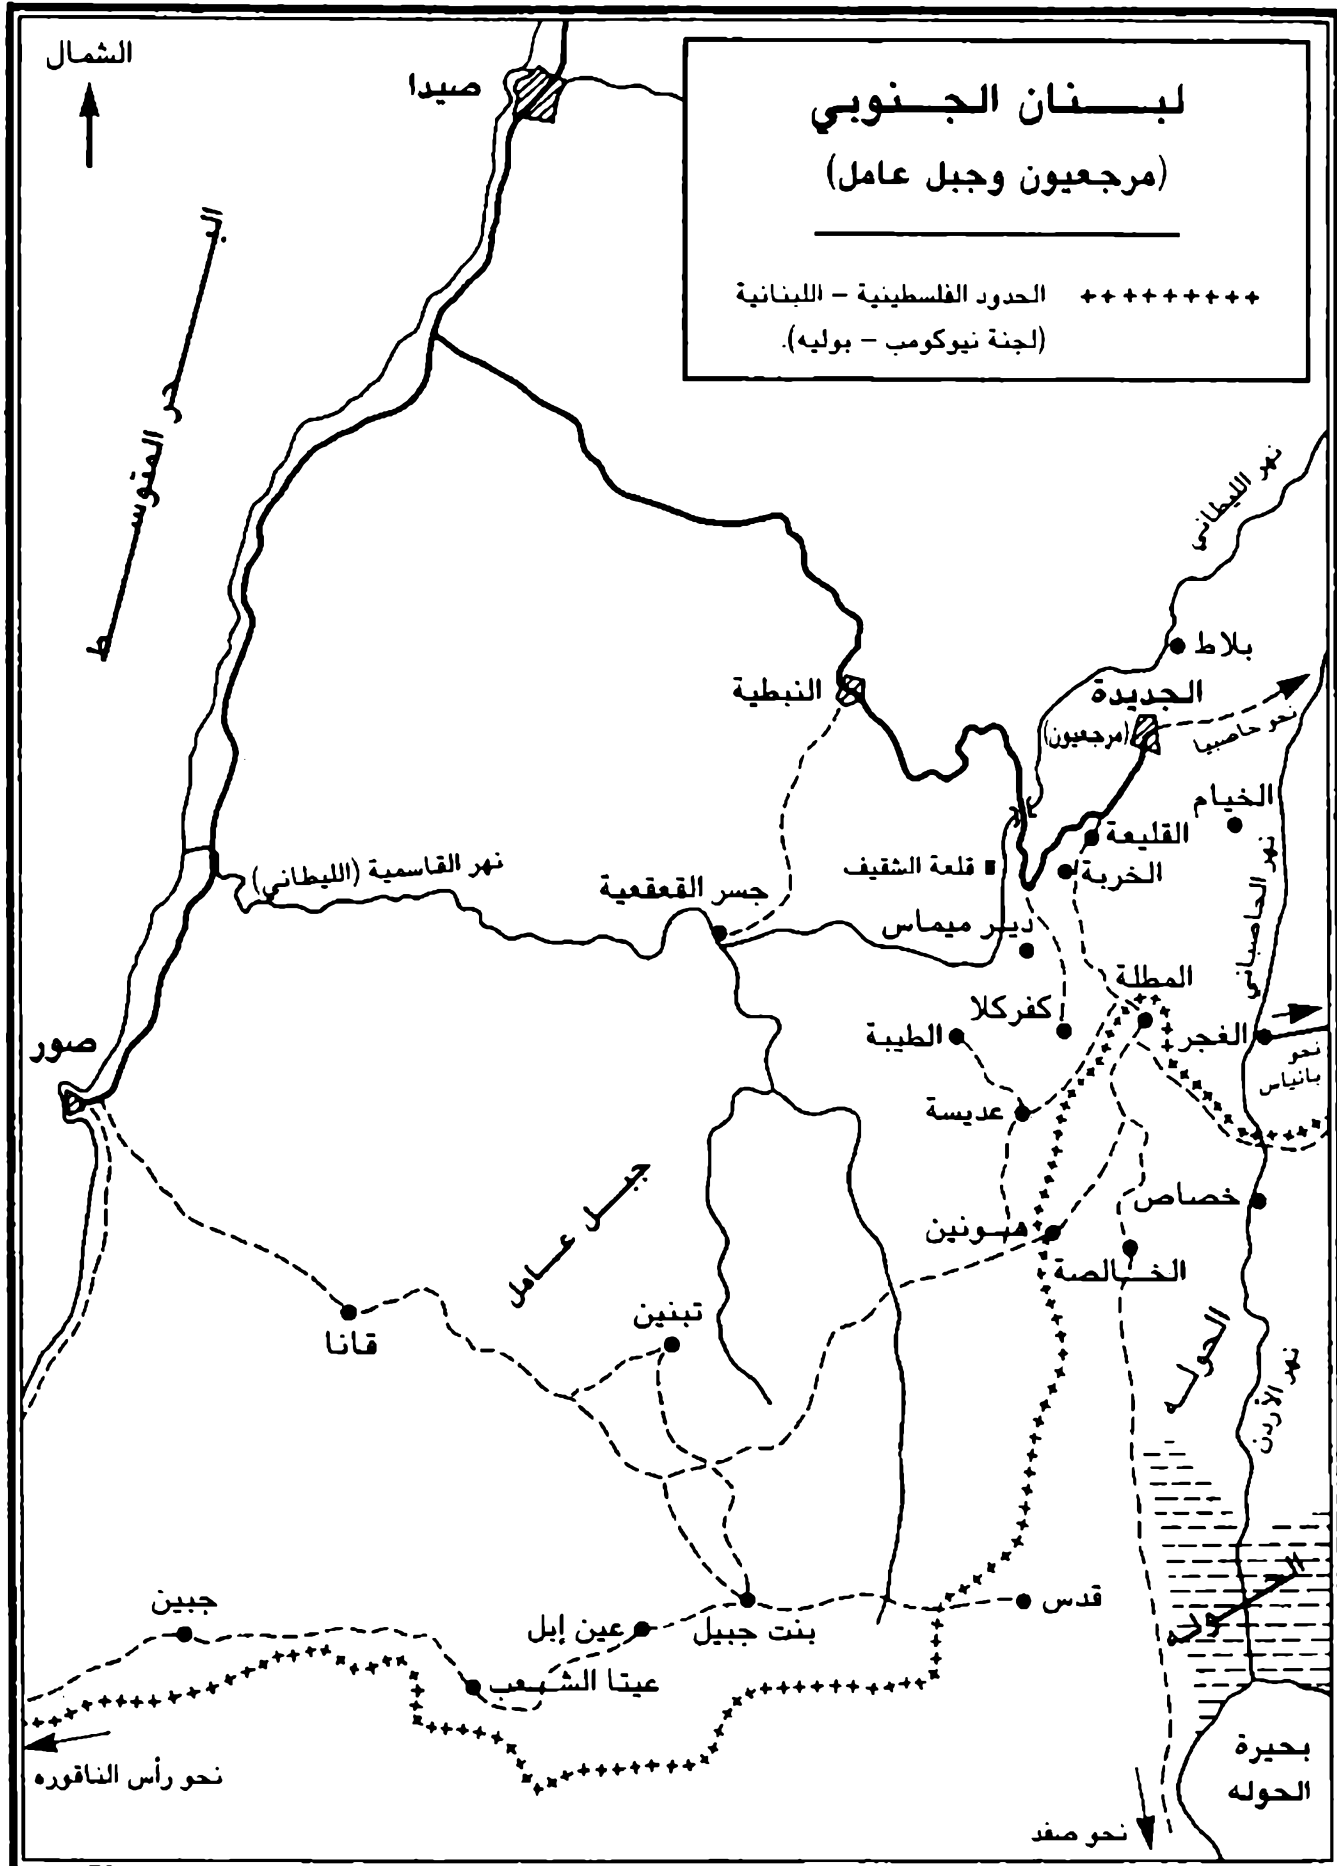 الشمال
صيدا
لبنان الجنوبي
(مرجعيون وجبل عامل)
الحدود الفلسطينية – اللبنانية
(لجنة نيوكومب – بوليه).
البحر المتوسط
نهر الليطاني
بلاط
الجديدة
(مرجعيون)
نحو حاصبيا
النبطية
الخيام
القليعة
الخربة
قلعة الشقيف
نهر الحاصباني
نهر القاسمية (الليطاني)
جسر القعقعية
دير ميماس
المطلة
كفركلا
الطيبة
الغجر
نحو
بانياس
صور
عديسة
خصاص
هونين
الخالصة
جبل عامل
تبنين
قانا
الحوله
نهر الأردن
الحوله
قدس
جبين
عين إبل
بنت جبيل
عيتا الشعب
بحيرة
الحوله
نحو رأس الناقوره
نحو صفد